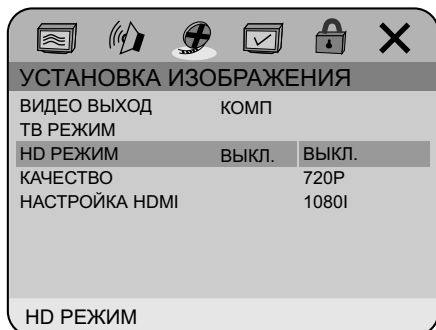 УСТАНОВКА ИЗОБРАЖЕНИЯ
ВИДЕО ВЫХОД КОМП
ТВ РЕЖИМ
HD РЕЖИМ ВЫКЛ. ВЫКЛ.
КАЧЕСТВО 720P
НАСТРОЙКА HDMI 1080I
HD РЕЖИМ